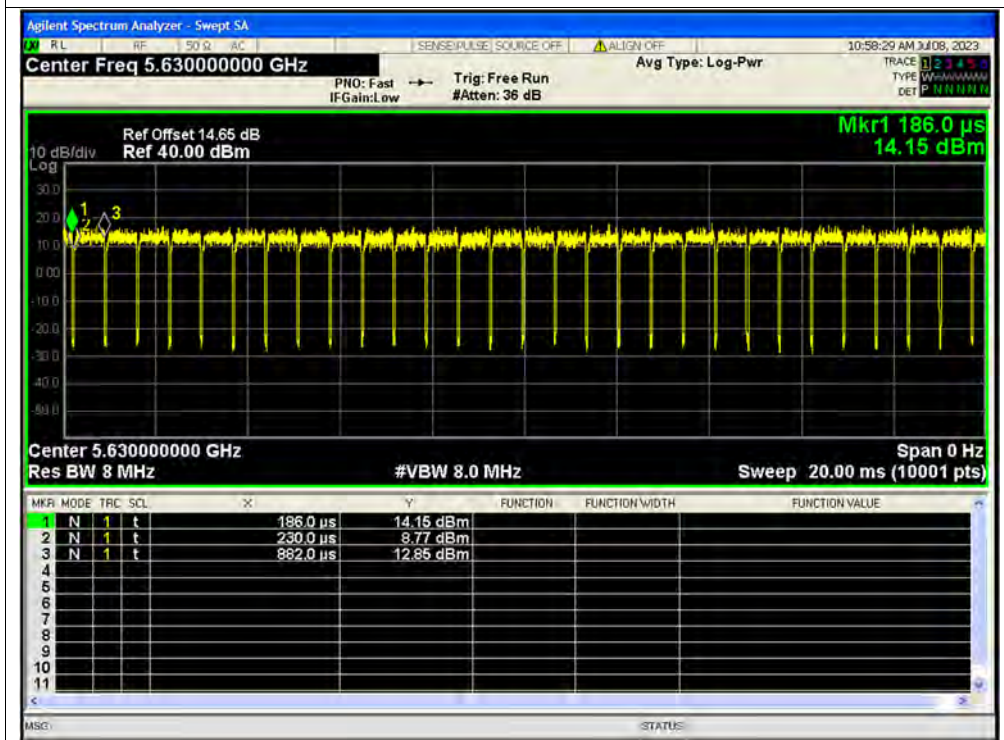 Agilent Spectrum Analyzer - Swept SA
RL RF 50 Ω AC SENSE:PULSE SOURCE OFF ALIGN OFF 10:58:29 AM Jul 08, 2023
Center Freq 5.630000000 GHz
PNO: Fast
IFGain:Low
Trig: Free Run
#Atten: 36 dB
Avg Type: Log-Pwr
TRACE 1 2 3 4 5 6
TYPE
DET P N N N N N
Ref Offset 14.65 dB
10 dB/div Ref 40.00 dBm
Log
Mkr1 186.0 µs
14.15 dBm
30.0
20.0
10.0
0.00
-10.0
-20.0
-30.0
-40.0
-50.0
1
2
3
Center 5.630000000 GHz
Span 0 Hz
Res BW 8 MHz #VBW 8.0 MHz Sweep 20.00 ms (10001 pts)
MKR MODE TRC SCL X Y FUNCTION FUNCTION WIDTH FUNCTION VALUE
1 N 1 t 186.0 µs 14.15 dBm
2 N 1 t 230.0 µs 8.77 dBm
3 N 1 t 882.0 µs 12.85 dBm
4
5
6
7
8
9
10
11
MSG STATUS